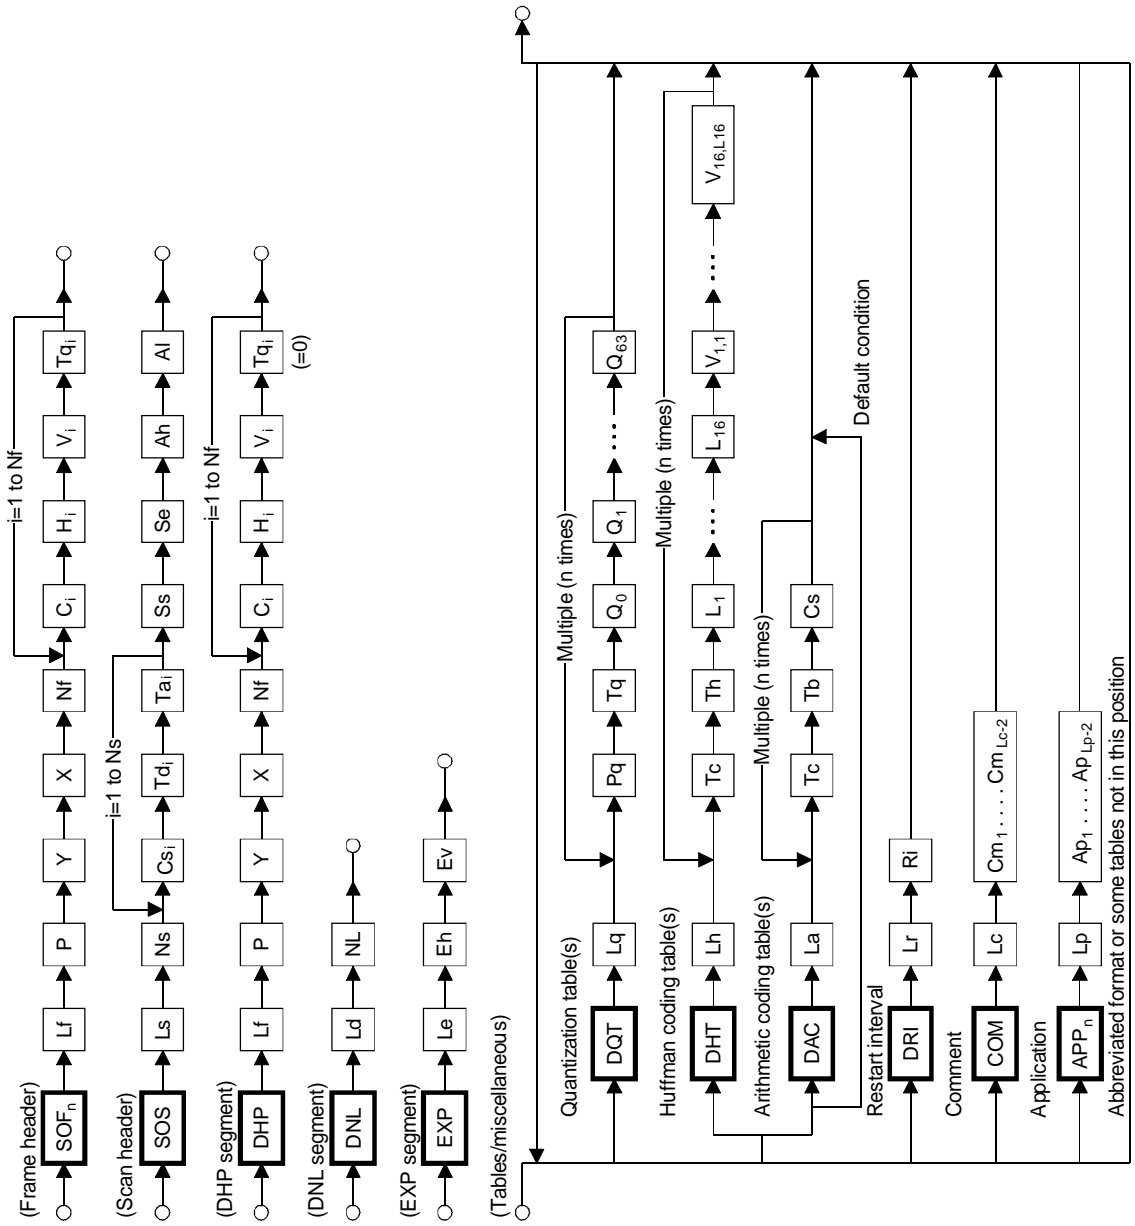 (Frame header)
SOFn Lf P Y X Nf Ci Hi Vi Tqi
i=1 to Nf
(Scan header)
SOS Ls Ns Csi Tdi Tai Ss Se Ah Al
i=1 to Ns
(DHP segment)
DHP Lf P Y X Nf Ci Hi Vi Tqi
i=1 to Nf
(=0)
(DNL segment)
DNL Ld NL
(EXP segment)
EXP Le Eh Ev
(Tables/miscellaneous)
Quantization table(s)
Multiple (n times)
DQT Lq Pq Tq Q0 Q1 .... Q63
Huffman coding table(s)
Multiple (n times)
DHT Lh Tc Th L1 .... L16 V1,1 .... V16,L16
Arithmetic coding table(s)
Multiple (n times)
DAC La Tc Tb Cs
Default condition
Restart interval
DRI Lr Ri
Comment
COM Lc Cm1 . . . . CmLc-2
Application
APPn Lp Ap1 . . . . ApLp-2
Abbreviated format or some tables not in this position